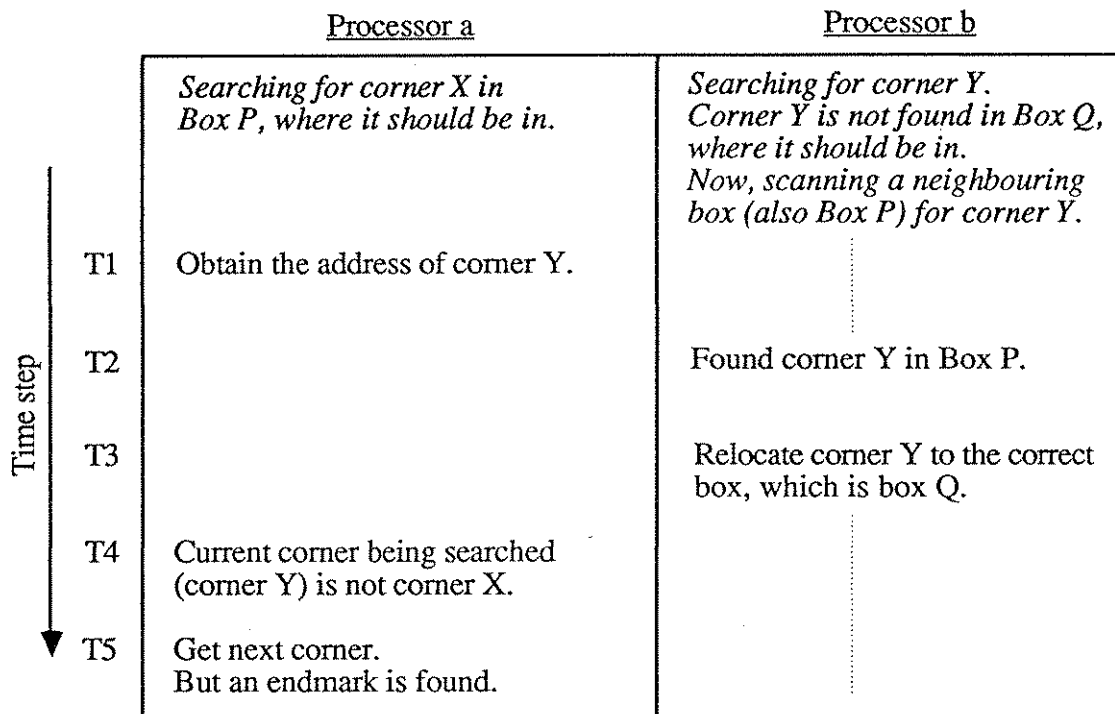 Processor a
Processor b
Searching for corner X in
Box P, where it should be in.
Searching for corner Y.
Corner Y is not found in Box Q,
where it should be in.
Now, scanning a neighbouring
box (also Box P) for corner Y.
Time step
T1
Obtain the address of corner Y.
T2
Found corner Y in Box P.
T3
Relocate corner Y to the correct
box, which is box Q.
T4
Current corner being searched
(corner Y) is not corner X.
T5
Get next corner.
But an endmark is found.